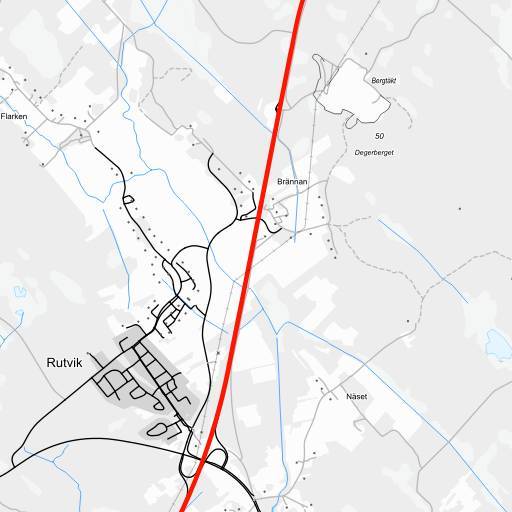 Bergtäkt
Flarken
50
Degerberget
Brännan
Rutvik
Näset